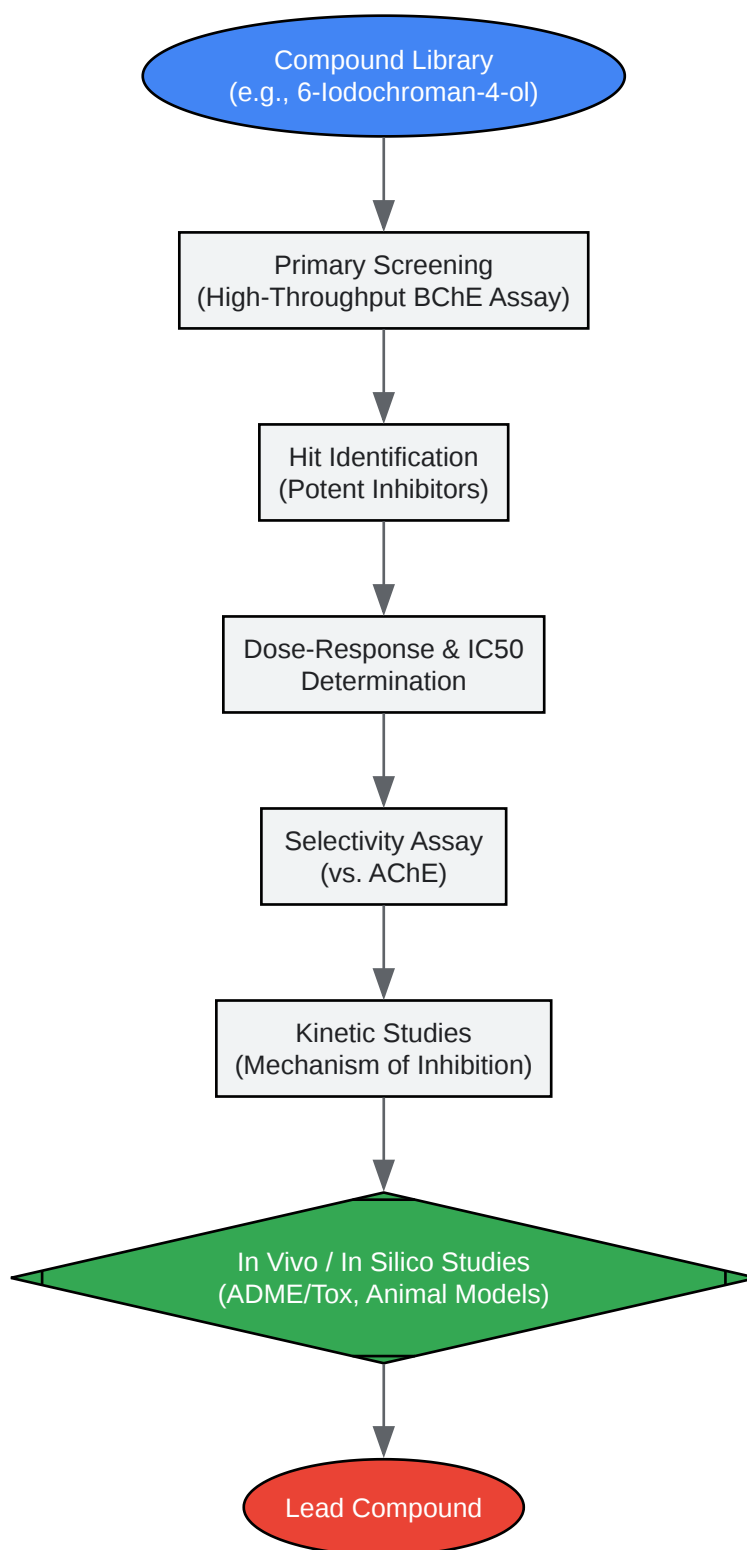 Compound Library
(e.g., 6-Iodochroman-4-ol)
Primary Screening
(High-Throughput BChE Assay)
Hit Identification
(Potent Inhibitors)
Dose-Response & IC50
Determination
Selectivity Assay
(vs. AChE)
Kinetic Studies
(Mechanism of Inhibition)
In Vivo / In Silico Studies
(ADME/Tox, Animal Models)
Lead Compound